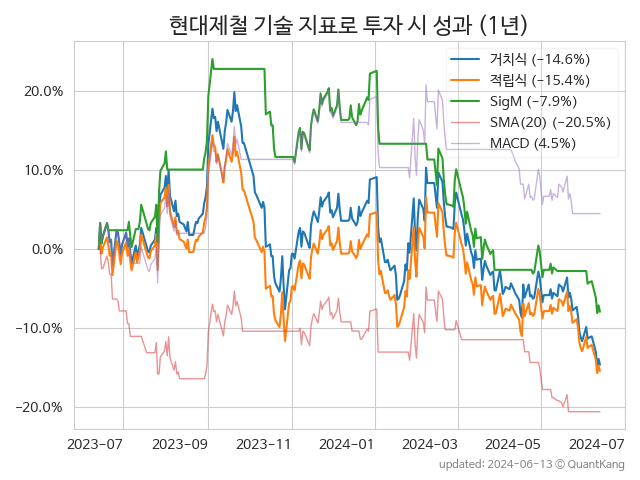 현대제철 기술 지표로 투자 시 성과 (1년)
거치식 (−14.6%)
적립식 (−15.4%)
SigM (−7.9%)
SMA(20) (−20.5%)
MACD (4.5%)
20.0%
10.0%
0.0%
−10.0%
−20.0%
2023-07 2023-09 2023-11 2024-01 2024-03 2024-05 2024-07
updated: 2024-06-13 © QuantKang